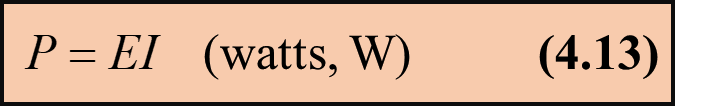 P = EI (watts, W) (4.13)